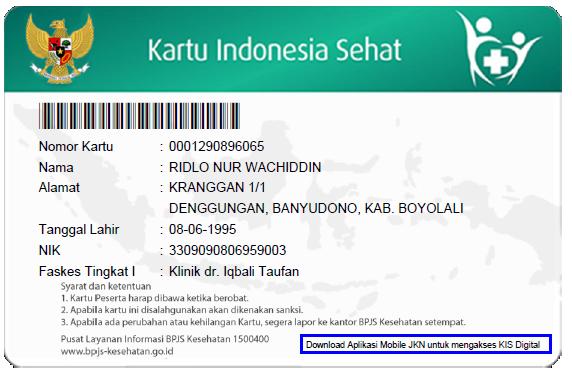 Kartu Indonesia Sehat
Nomor Kartu : 0001290896065
Nama : RIDLO NUR WACHIDDIN
Alamat : KRANGGAN 1/1
DENGGUNGAN, BANYUDONO, KAB. BOYOLALI
Tanggal Lahir : 08-06-1995
NIK : 3309090806959003
Faskes Tingkat I : Klinik dr. Iqbali Taufan
Syarat dan ketentuan
1. Kartu Peserta harap dibawa ketika berobat.
2. Apabila kartu ini disalahgunakan akan dikenakan sanksi.
3. Apabila ada perubahan atau kehilangan Kartu, segera lapor ke kantor BPJS Kesehatan setempat.
Pusat Layanan Informasi BPJS Kesehatan 1500400
www.bpjs-kesehatan.go.id
Download Aplikasi Mobile JKN untuk mengakses KIS Digital